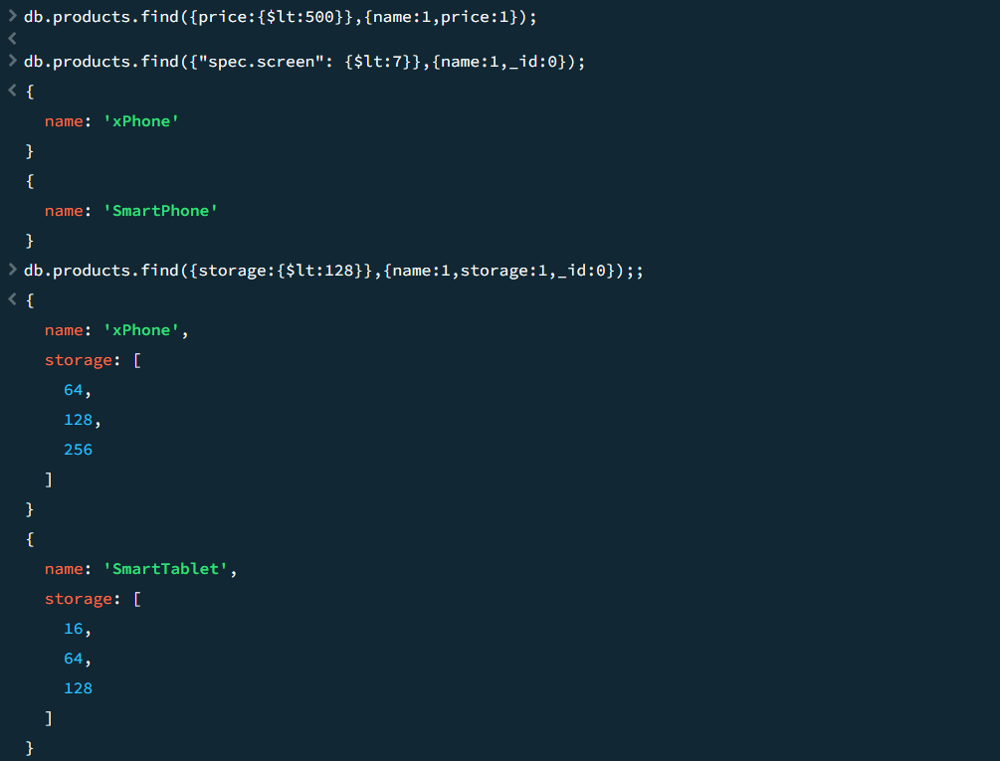 > db.products.find({price:{$lt:500}},{name:1,price:1});
<
> db.products.find({"spec.screen": {$lt:7}},{name:1,_id:0});
< {
name: 'xPhone'
}
{
name: 'SmartPhone'
}
> db.products.find({storage:{$lt:128}},{name:1,storage:1,_id:0});;
< {
name: 'xPhone',
storage: [
64,
128,
256
]
}
{
name: 'SmartTablet',
storage: [
16,
64,
128
]
}